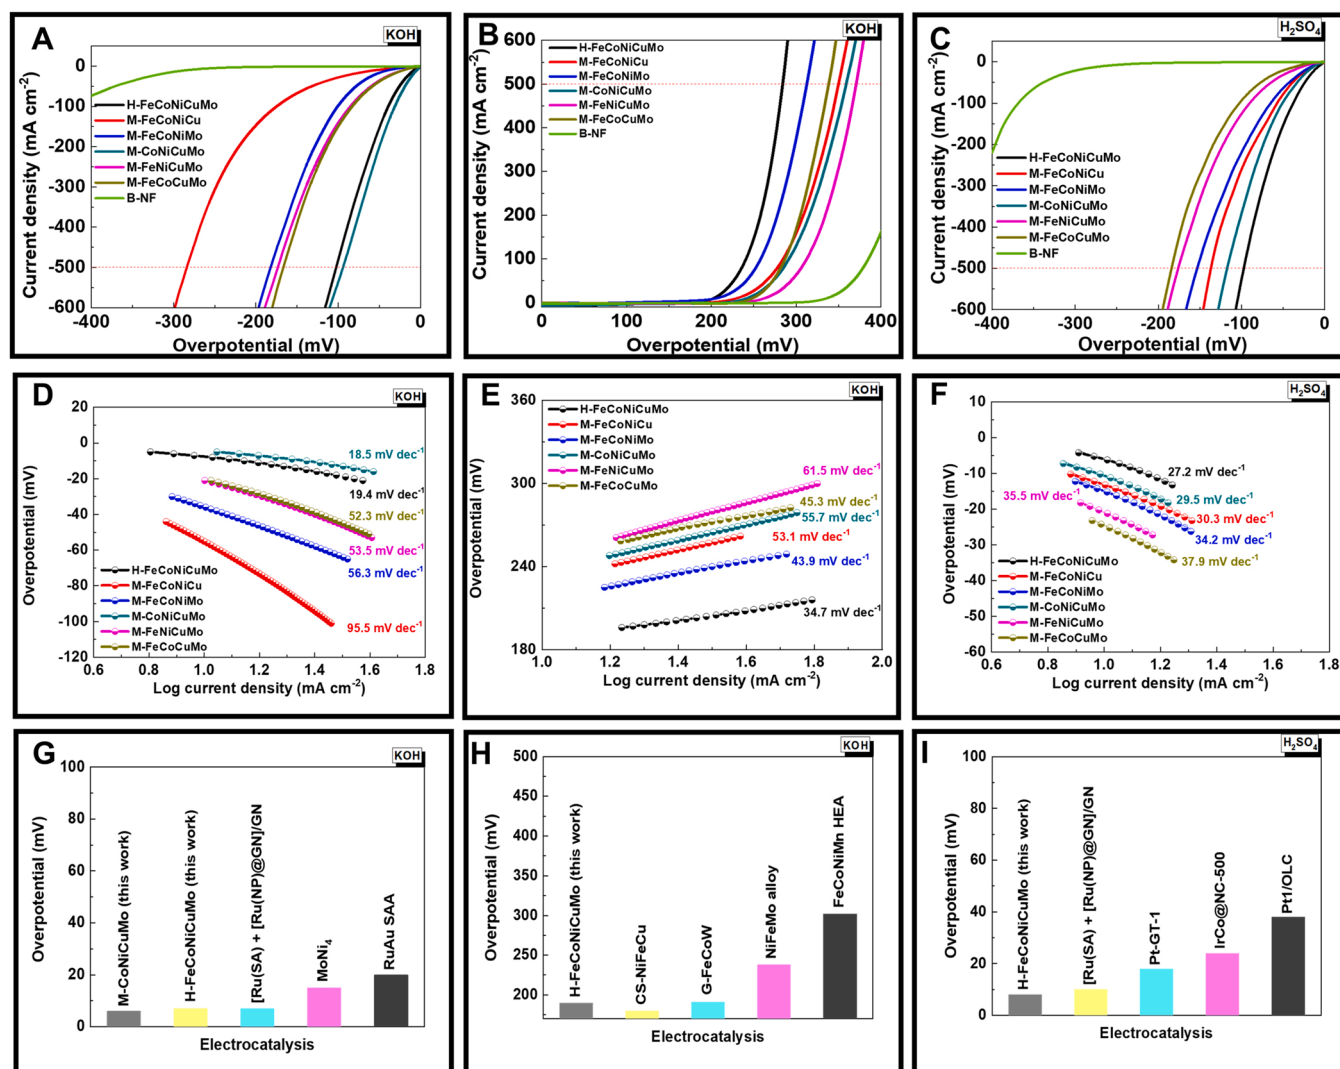 A
KOH
0
-100
-200
-300
-400
-500
-600
Current density (mA cm-2)
H-FeCoNiCuMo
M-FeCoNiCu
M-FeCoNiMo
M-CoNiCuMo
M-FeNiCuMo
M-FeCoCuMo
B-NF
-400 -300 -200 -100 0
Overpotential (mV)
B
KOH
600
500
400
300
200
100
0
Current density (mA cm-2)
H-FeCoNiCuMo
M-FeCoNiCu
M-FeCoNiMo
M-CoNiCuMo
M-FeNiCuMo
M-FeCoCuMo
B-NF
0 100 200 300 400
Overpotential (mV)
C
H2SO4
0
-100
-200
-300
-400
-500
-600
Current density (mA cm-2)
H-FeCoNiCuMo
M-FeCoNiCu
M-FeCoNiMo
M-CoNiCuMo
M-FeNiCuMo
M-FeCoCuMo
B-NF
-400 -300 -200 -100 0
Overpotential (mV)
D
KOH
20
0
-20
-40
-60
-80
-100
-120
Overpotential (mV)
18.5 mV dec-1
19.4 mV dec-1
52.3 mV dec-1
53.5 mV dec-1
56.3 mV dec-1
95.5 mV dec-1
H-FeCoNiCuMo
M-FeCoNiCu
M-FeCoNiMo
M-CoNiCuMo
M-FeNiCuMo
M-FeCoCuMo
0.6 0.8 1.0 1.2 1.4 1.6 1.8
Log current density (mA cm-2)
E
KOH
360
300
240
180
Overpotential (mV)
H-FeCoNiCuMo
M-FeCoNiCu
M-FeCoNiMo
M-CoNiCuMo
M-FeNiCuMo
M-FeCoCuMo
61.5 mV dec-1
45.3 mV dec-1
55.7 mV dec-1
53.1 mV dec-1
43.9 mV dec-1
34.7 mV dec-1
1.0 1.2 1.4 1.6 1.8 2.0
Log current density (mA cm-2)
F
H2SO4
10
0
-10
-20
-30
-40
-50
-60
Overpotential (mV)
27.2 mV dec-1
35.5 mV dec-1
29.5 mV dec-1
30.3 mV dec-1
34.2 mV dec-1
37.9 mV dec-1
H-FeCoNiCuMo
M-FeCoNiCu
M-FeCoNiMo
M-CoNiCuMo
M-FeNiCuMo
M-FeCoCuMo
0.6 0.8 1.0 1.2 1.4 1.6 1.8
Log current density (mA cm-2)
G
KOH
100
80
60
40
20
0
Overpotential (mV)
M-CoNiCuMo (this work)
H-FeCoNiCuMo (this work)
[Ru(SA) + [Ru(NP)@GN]/GN
MoNi4
RuAu SAA
Electrocatalysis
H
KOH
500
450
400
350
300
250
200
Overpotential (mV)
H-FeCoNiCuMo (this work)
CS-NiFeCu
G-FeCoW
NiFeMo alloy
FeCoNiMn HEA
Electrocatalysis
I
H2SO4
100
80
60
40
20
0
Overpotential (mV)
H-FeCoNiCuMo (this work)
[Ru(SA) + [Ru(NP)@GN]/GN
Pt-GT-1
IrCo@NC-500
Pt1/OLC
Electrocatalysis